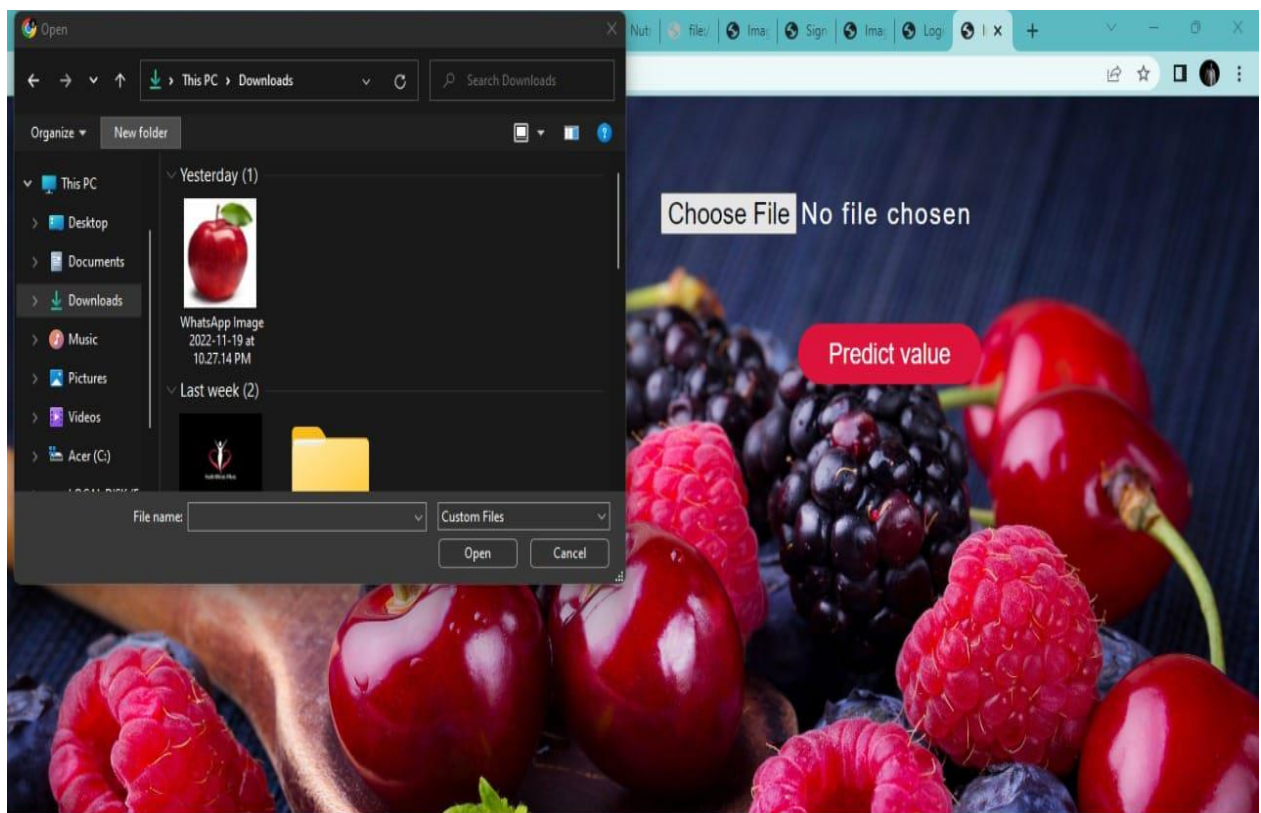 Open
Nut
file:/
Ima
Sign
Ima
Logi
This PC > Downloads
Search Downloads
Organize
New folder
This PC
Desktop
Documents
Downloads
Music
Pictures
Videos
Acer (C:)
Yesterday (1)
WhatsApp Image
2022-11-19 at
10.27.14 PM
Last week (2)
File name:
Custom Files
Open
Cancel
Choose File No file chosen
Predict value